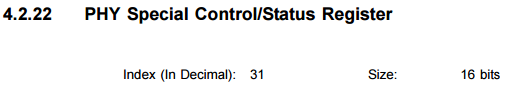 4.2.22 PHY Special Control/Status Register
Index (In Decimal): 31 Size: 16 bits